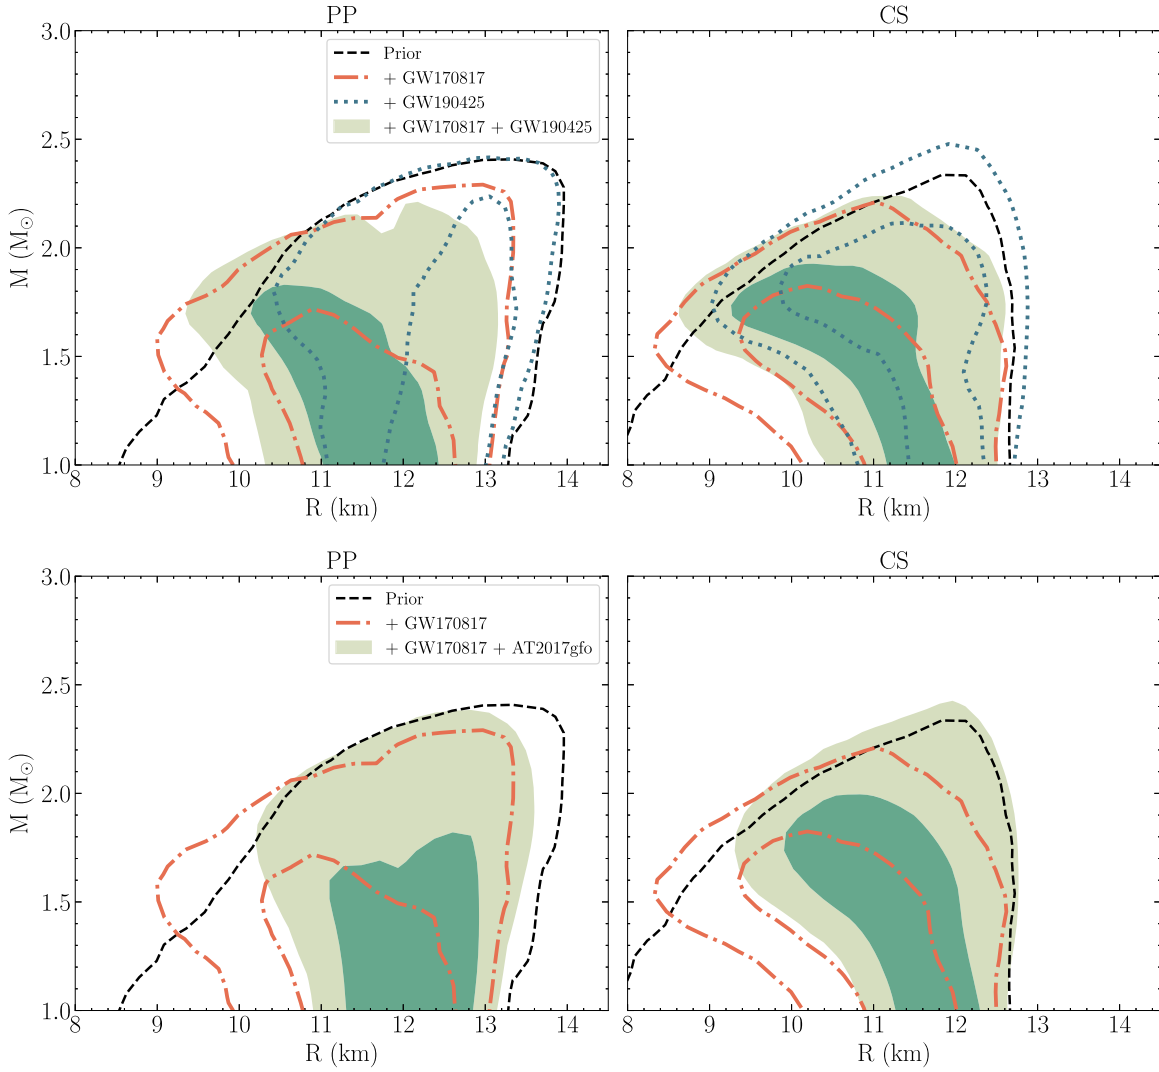 PP
CS
3.0
2.5
2.0
1.5
1.0
M (M⊙)
Prior
+ GW170817
+ GW190425
+ GW170817 + GW190425
8 9 10 11 12 13 14
8 9 10 11 12 13 14
R (km)
R (km)
PP
CS
3.0
2.5
2.0
1.5
1.0
M (M⊙)
Prior
+ GW170817
+ GW170817 + AT2017gfo
8 9 10 11 12 13 14
8 9 10 11 12 13 14
R (km)
R (km)